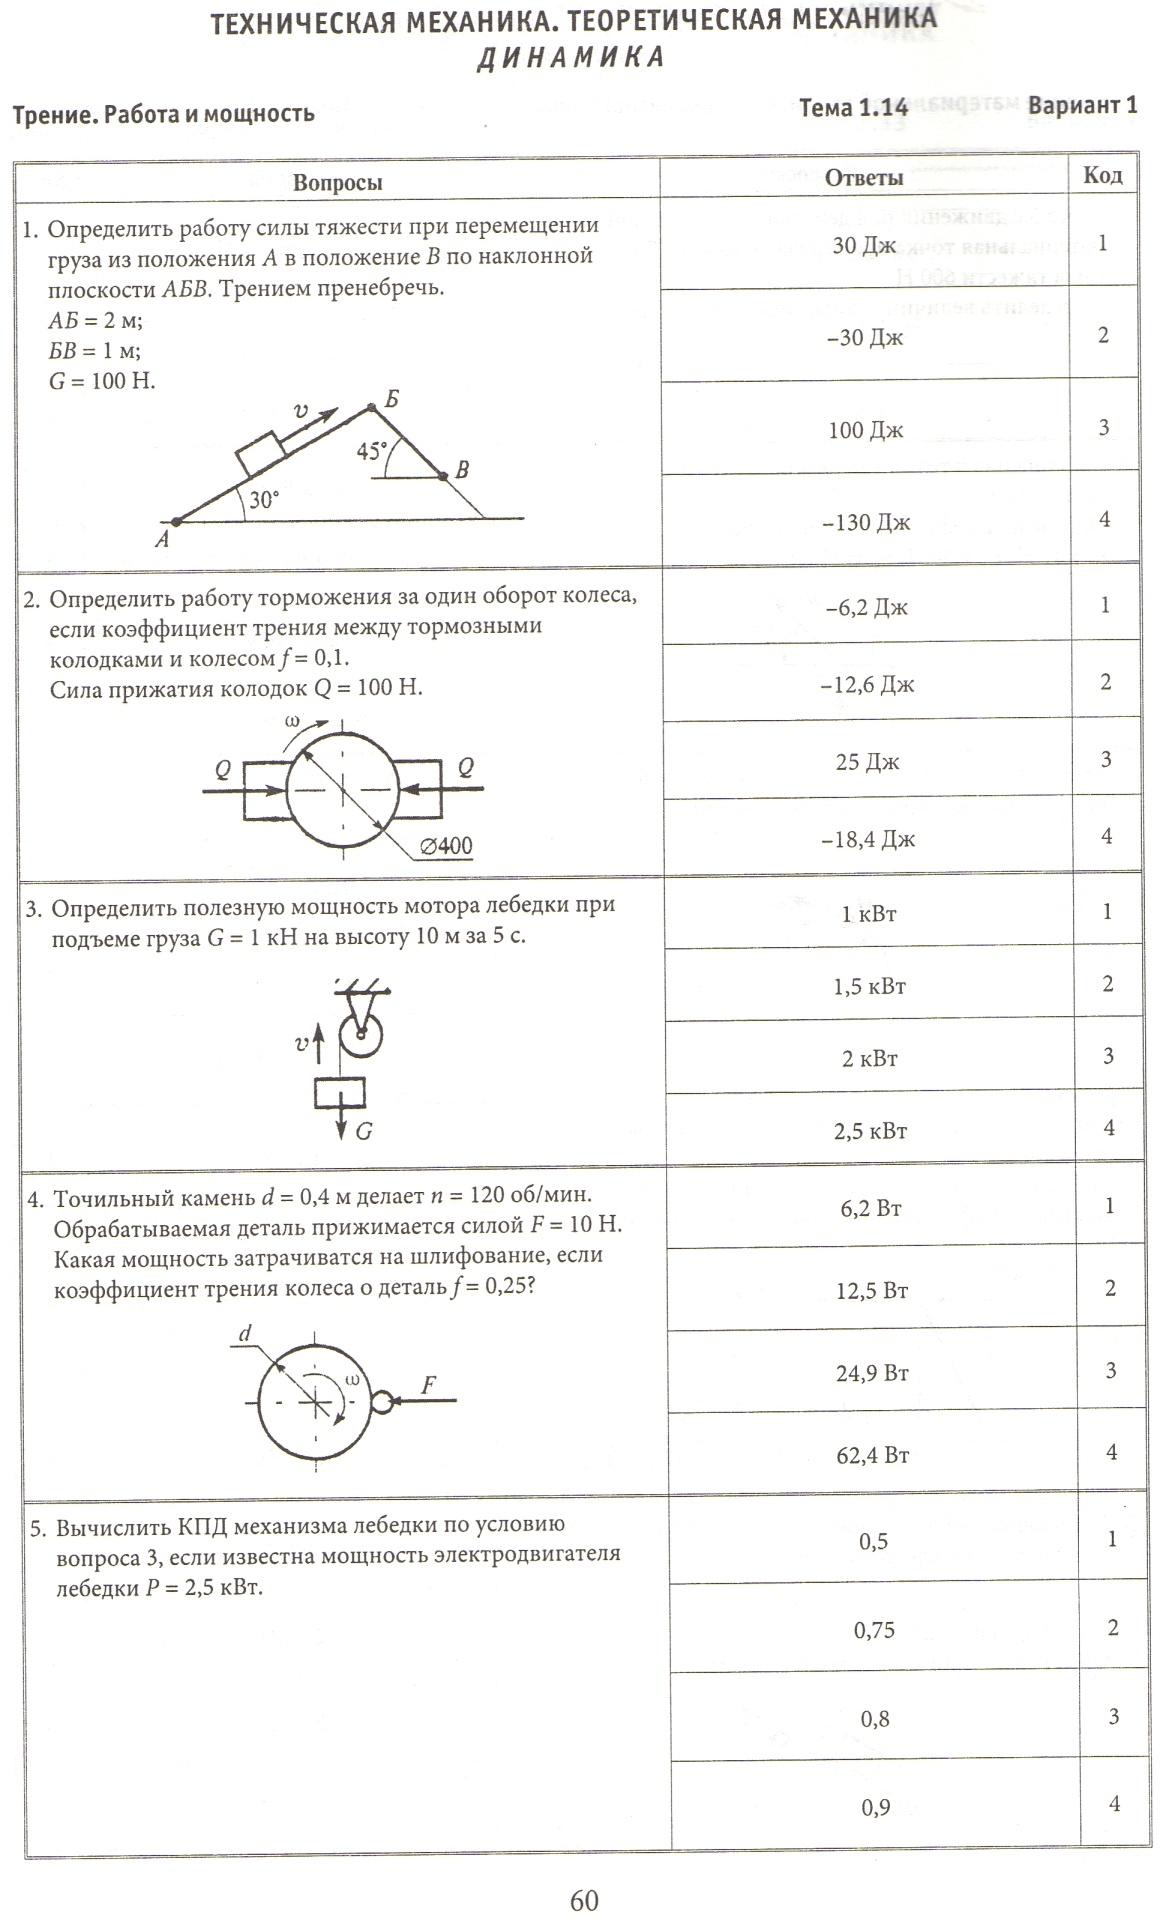 ТЕХНИЧЕСКАЯ МЕХАНИКА. ТЕОРЕТИЧЕСКАЯ МЕХАНИКА
ДИНАМИКА
Трение. Работа и мощность Тема 1.14 Вариант 1
Вопросы Ответы Код
1. Определить работу силы тяжести при перемещении
груза из положения А в положение В по наклонной
плоскости АБВ. Трением пренебречь.
АБ = 2 м;
БВ = 1 м;
G = 100 Н.
v
Б
45°
В
30°
А
30 Дж 1
–30 Дж 2
100 Дж 3
–130 Дж 4
2. Определить работу торможения за один оборот колеса,
если коэффициент трения между тормозными
колодками и колесом f = 0,1.
Сила прижатия колодок Q = 100 Н.
ω
Q Q
∅400
–6,2 Дж 1
–12,6 Дж 2
25 Дж 3
–18,4 Дж 4
3. Определить полезную мощность мотора лебедки при
подъеме груза G = 1 кН на высоту 10 м за 5 с.
v
G
1 кВт 1
1,5 кВт 2
2 кВт 3
2,5 кВт 4
4. Точильный камень d = 0,4 м делает n = 120 об/мин.
Обрабатываемая деталь прижимается силой F = 10 Н.
Какая мощность затрачиватся на шлифование, если
коэффициент трения колеса о деталь f = 0,25?
d
ω
F
6,2 Вт 1
12,5 Вт 2
24,9 Вт 3
62,4 Вт 4
5. Вычислить КПД механизма лебедки по условию
вопроса 3, если известна мощность электродвигателя
лебедки P = 2,5 кВт.
0,5 1
0,75 2
0,8 3
0,9 4
60